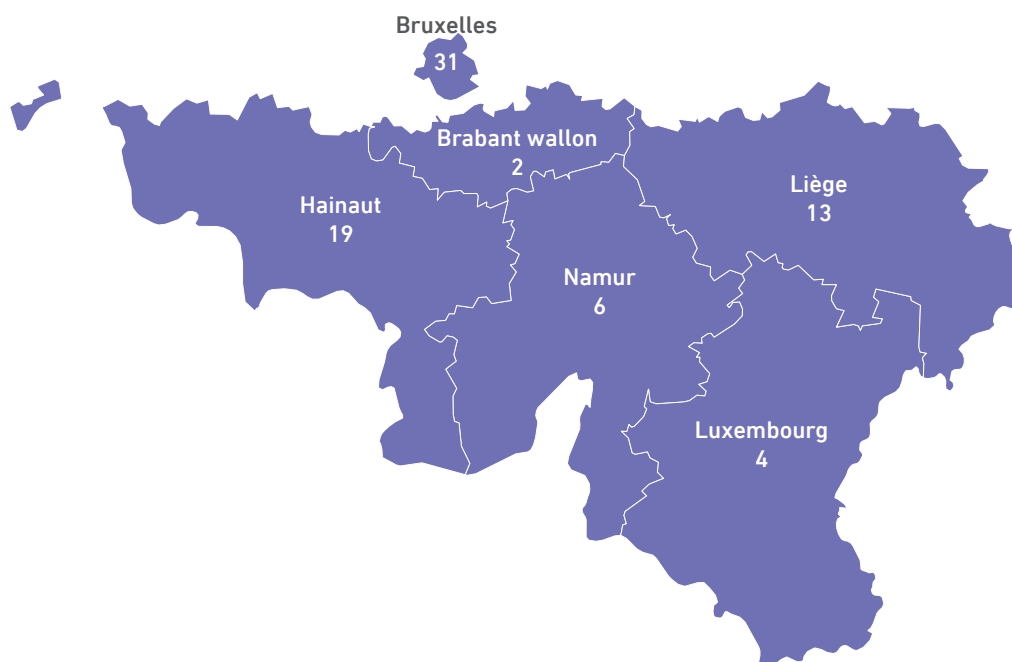 Bruxelles
31
Brabant wallon
2
Hainaut
19
Liège
13
Namur
6
Luxembourg
4